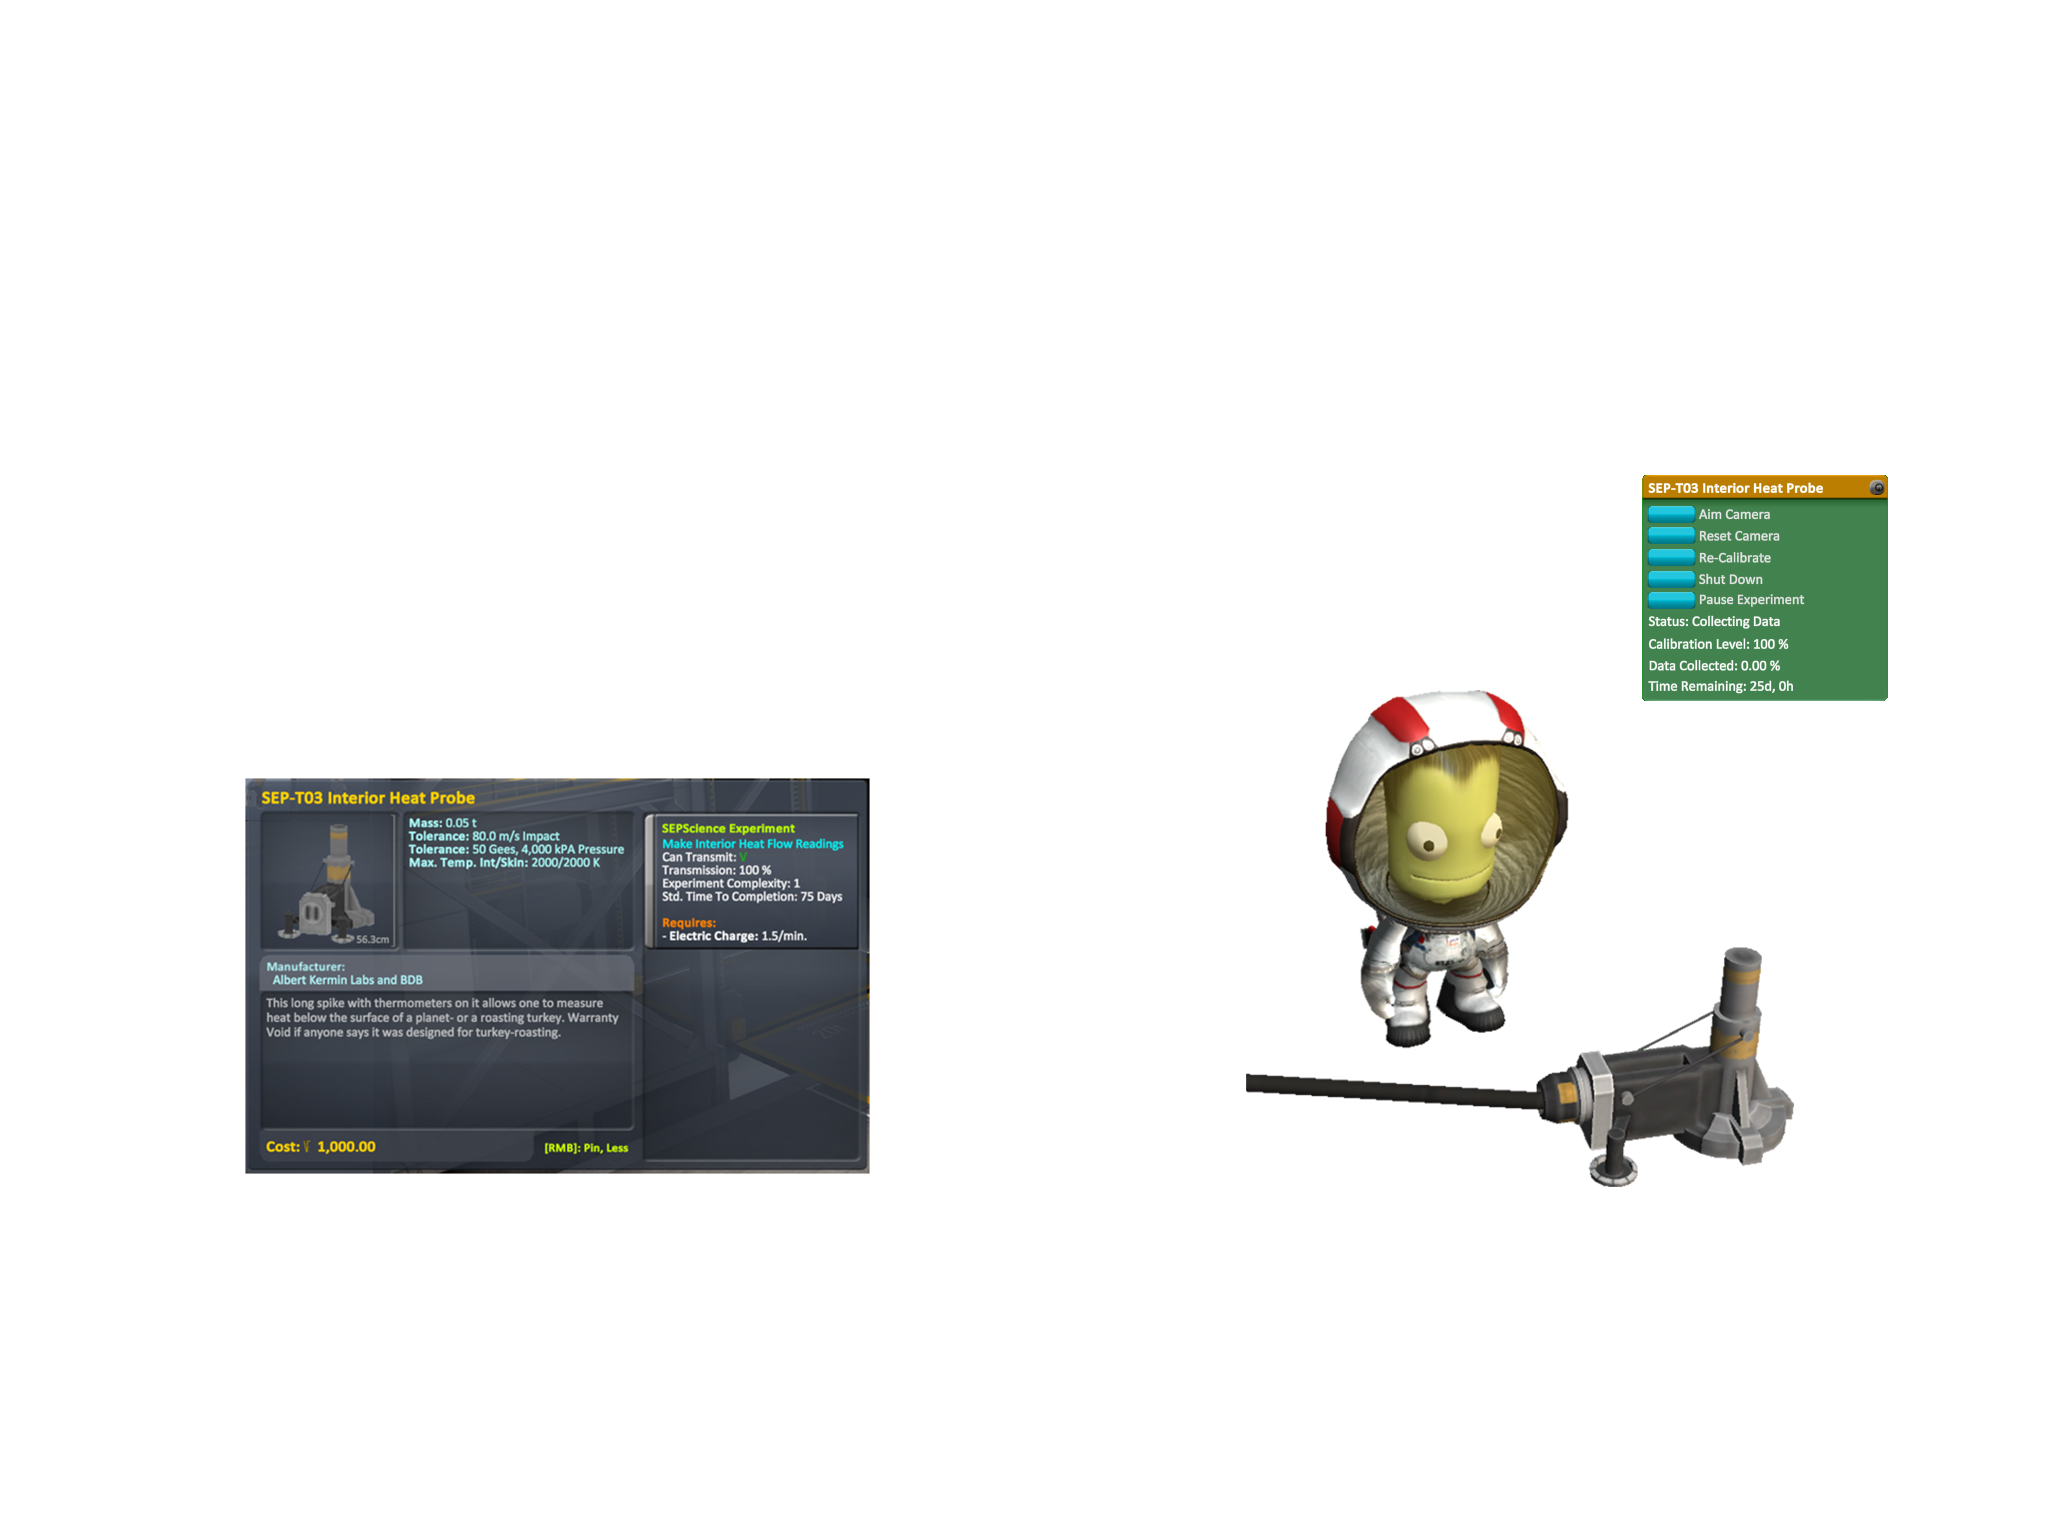 SEP-T03 Interior Heat Probe
Mass: 0.05 t
Tolerance: 80.0 m/s Impact
Tolerance: 50 Gees, 4,000 kPA Pressure
Max. Temp. Int/Skin: 2000/2000 K
56.3cm
SEPScience Experiment
Make Interior Heat Flow Readings
Can Transmit: V
Transmission: 100 %
Experiment Complexity: 1
Std. Time To Completion: 75 Days
Requires:
- Electric Charge: 1.5/min.
Manufacturer:
Albert Kermin Labs and BDB
This long spike with thermometers on it allows one to measure
heat below the surface of a planet- or a roasting turkey. Warranty
Void if anyone says it was designed for turkey-roasting.
Cost: 1,000.00
[RMB]: Pin, Less
SEP-T03 Interior Heat Probe
Aim Camera
Reset Camera
Re-Calibrate
Shut Down
Pause Experiment
Status: Collecting Data
Calibration Level: 100 %
Data Collected: 0.00 %
Time Remaining: 25d, 0h